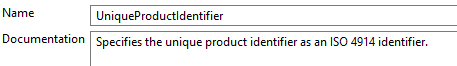 Name UniqueProductIdentifier
Documentation Specifies the unique product identifier as an ISO 4914 identifier.